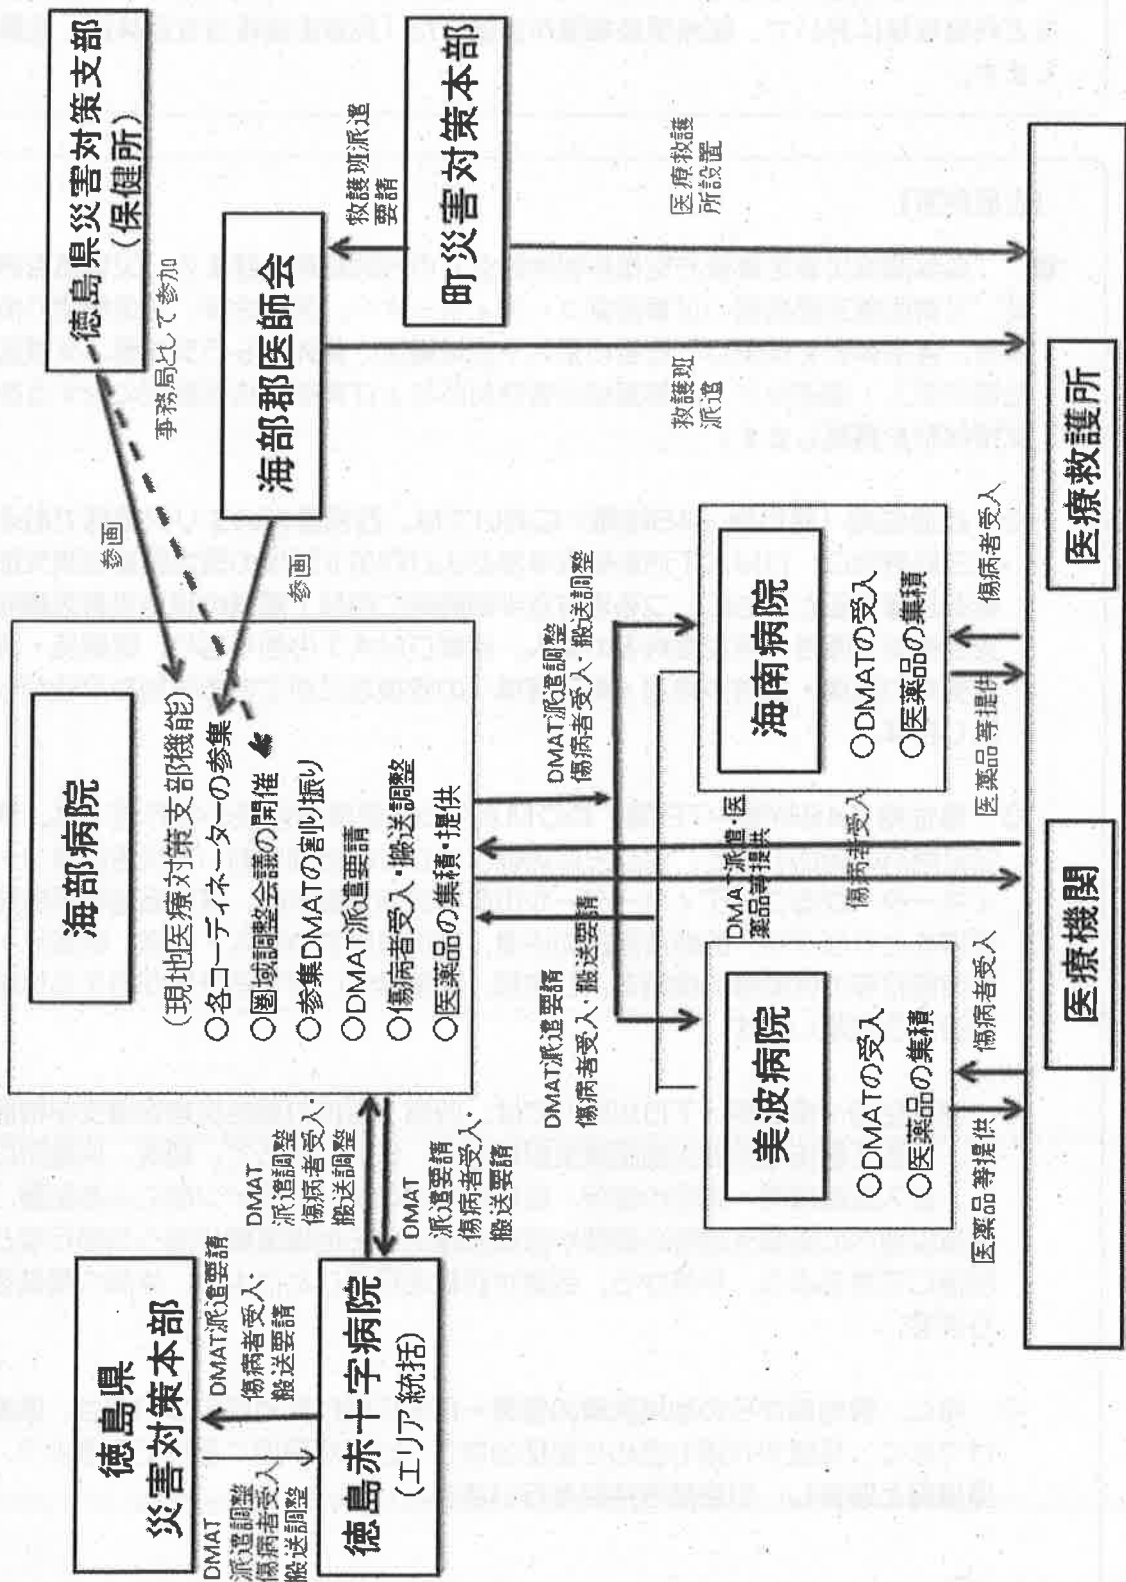 徳島県
災害対策本部
DMAT派遣要請
傷病者受入・
搬送要請
DMAT
派遣調整
傷病者受入・
搬送調整
徳島赤十字病院
(エリア統括)
DMAT
派遣調整
傷病者受入・
搬送調整
DMAT
派遣要請
傷病者受入・
搬送要請
海部病院
(現地医療対策支部機能)
○各コーディネーターの参集
○圏域調整会議の開催
○参集DMATの割り振り
○DMAT派遣要請
○傷病者受入・搬送調整
○医薬品の集積・提供
徳島県災害対策支部
(保健所)
参画
事務局として参加
海部郡医師会
参画
救護班派遣
要請
町災害対策本部
医療救護
所設置
救護班
派遣
DMAT派遣要請
傷病者受入・搬送要請
DMAT派遣調整
傷病者受入・搬送調整
DMAT派遣・医
薬品等提供
傷病者受入
美波病院
○DMATの受入
○医薬品の集積
海南病院
○DMATの受入
○医薬品の集積
医薬品等提供
傷病者受入
医薬品等提供
傷病者受入
医療機関
医療救護所